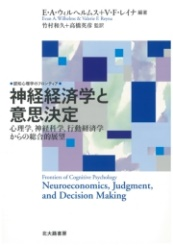 E・A・ウィルヘルムス＋V・F・レイナ 編著
Evan A. Wilhelms & Valerie F. Reyna
竹村和久＋高橋英彦 監訳
認知心理学のフロンティア
神経経済学と
意思決定
心理学，神経科学，行動経済学
からの総合的展望
Frontiers of Cognitive Psychology
Neuroeconomics, Judgment,
and Decision Making
北大路書房